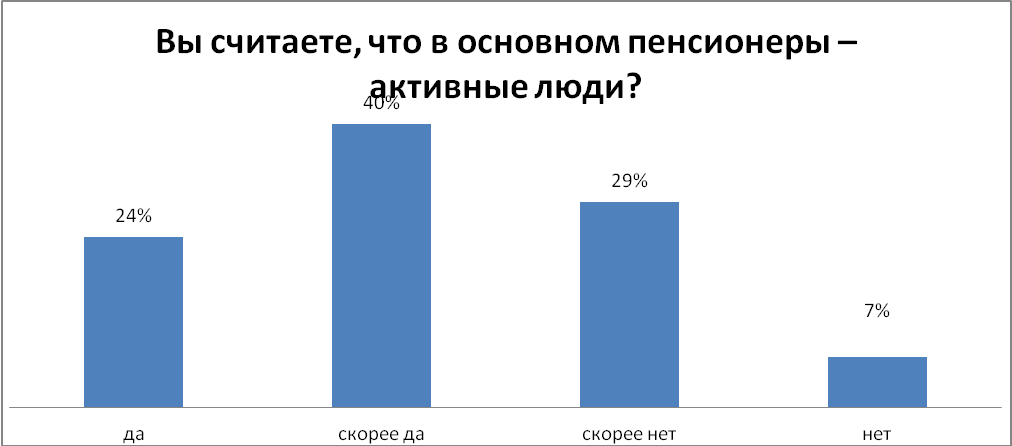 Вы считаете, что в основном пенсионеры –
активные люди?
40%
29%
24%
7%
да
скорее да
скорее нет
нет